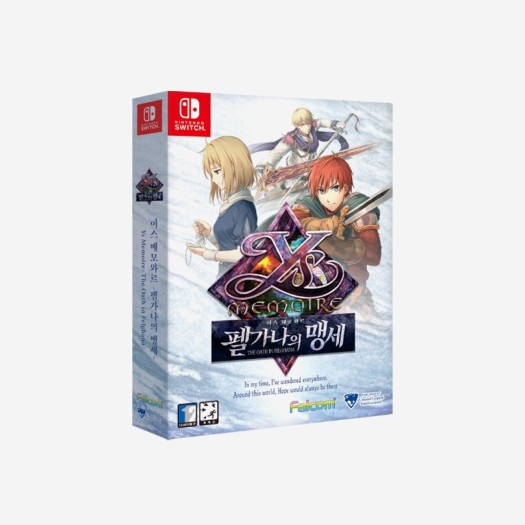 NINTENDO
SWITCH.
NINTENDO
SWITCH.
Ys
MEMOIRE
이스 메모와르
펠가나의 맹세
THE OATH IN FELGHANA
In my time, I've wandered everywhere.
Around this world, Hope would always be there
Falcom
이스 메모와르 펠가나의 맹세
Ys Memoire: The Oath in Felghana